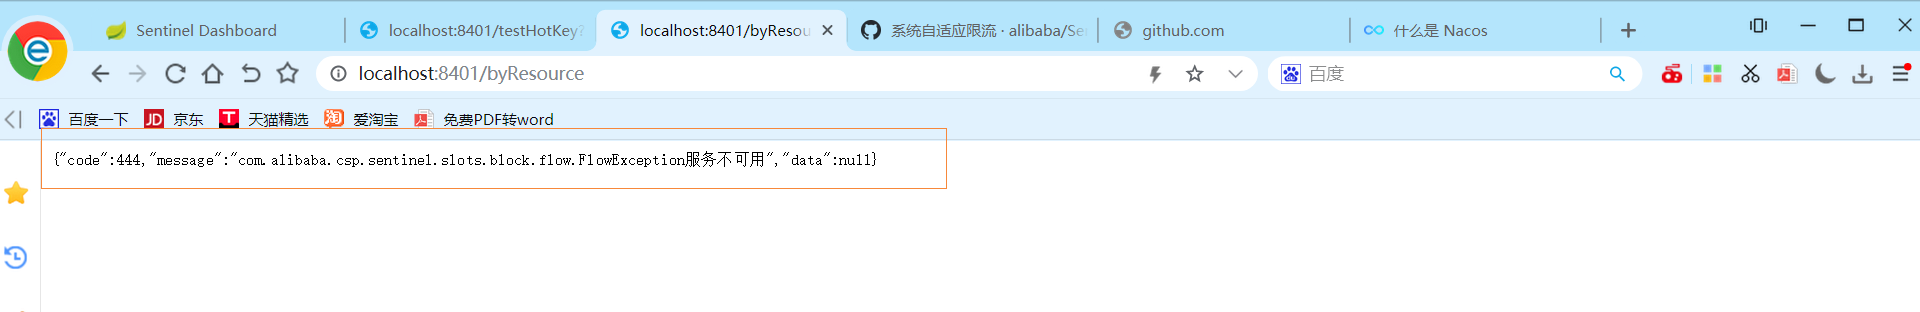 Sentinel Dashboard
localhost:8401/testHotKey?
localhost:8401/byResou
系统自适应限流 · alibaba/Se
github.com
什么是 Nacos
localhost:8401/byResource
百度
百度一下
JD 京东
T 天猫精选
淘 爱淘宝
免费PDF转word
{"code":444,"message":"com.alibaba.csp.sentinel.slots.block.flow.FlowException服务不可用","data":null}